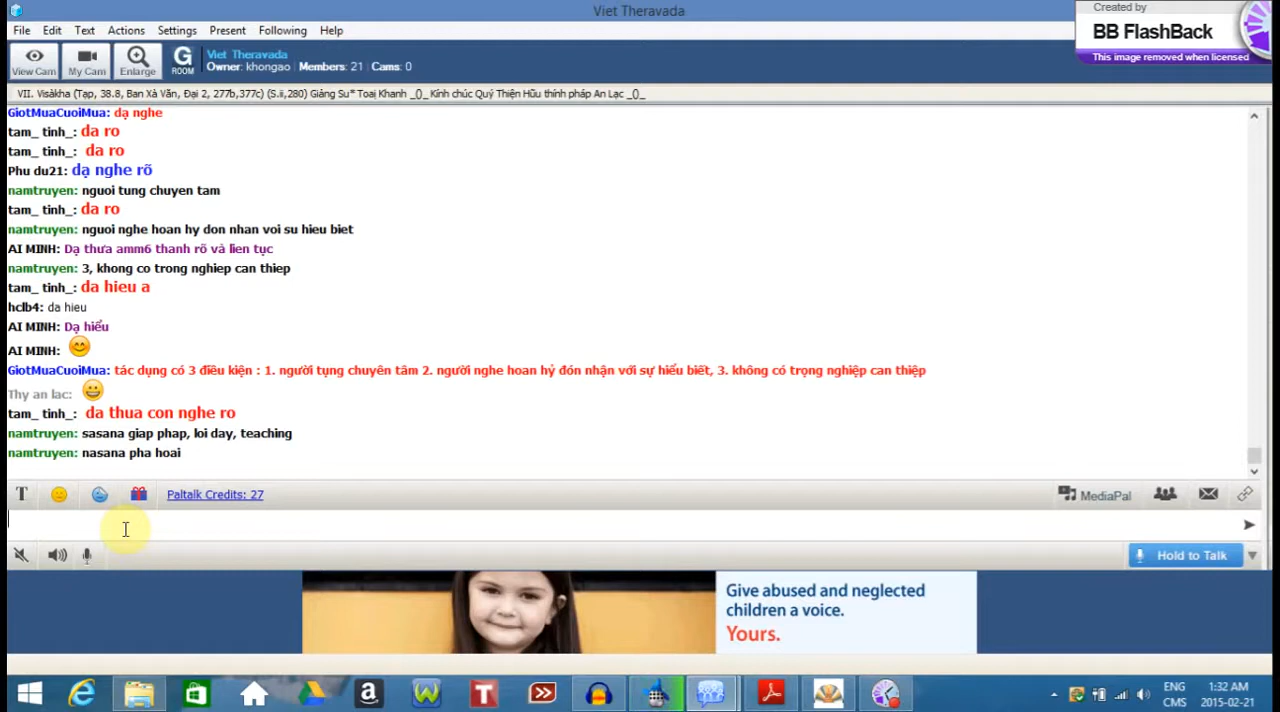 Viet Theravada
Created by
BB FlashBack
This image removed when licensed
File Edit Text Actions Settings Present Following Help
View Cam My Cam Enlarge G ROOM
Viet Theravada
Owner: khongao | Members: 21 | Cams: 0
VII. Visàkha (Tạp, 38.8, Ban Xà Văn, Đại 2, 277b,377c) (S.ii,280) Giảng Sư* Toại Khanh _()_ Kính chúc Quý Thiện Hữu thính pháp An Lạc _()_
GiotMuaCuoiMua: dạ nghe
tam_ tinh_: da ro
tam_ tinh_: da ro
Phu du21: dạ nghe rõ
namtruyen: nguoi tung chuyen tam
tam_ tinh_: da ro
namtruyen: nguoi nghe hoan hy don nhan voi su hieu biet
AI MINH: Dạ thưa amm6 thanh rõ và lien tục
namtruyen: 3, khong co trong nghiep can thiep
tam_ tinh_: da hieu a
hclb4: da hieu
AI MINH: Dạ hiểu
AI MINH:
GiotMuaCuoiMua: tác dụng có 3 điều kiện : 1. người tụng chuyên tâm 2. người nghe hoan hỷ đón nhận với sự hiểu biết, 3. không có trọng nghiệp can thiệp
Thy an lac:
tam_ tinh_: da thua con nghe ro
namtruyen: sasana giap phap, loi day, teaching
namtruyen: nasana pha hoai
T Paltalk Credits: 27 MediaPal
Hold to Talk
Give abused and neglected
children a voice.
Yours.
ENG 1:32 AM
CMS 2015-02-21